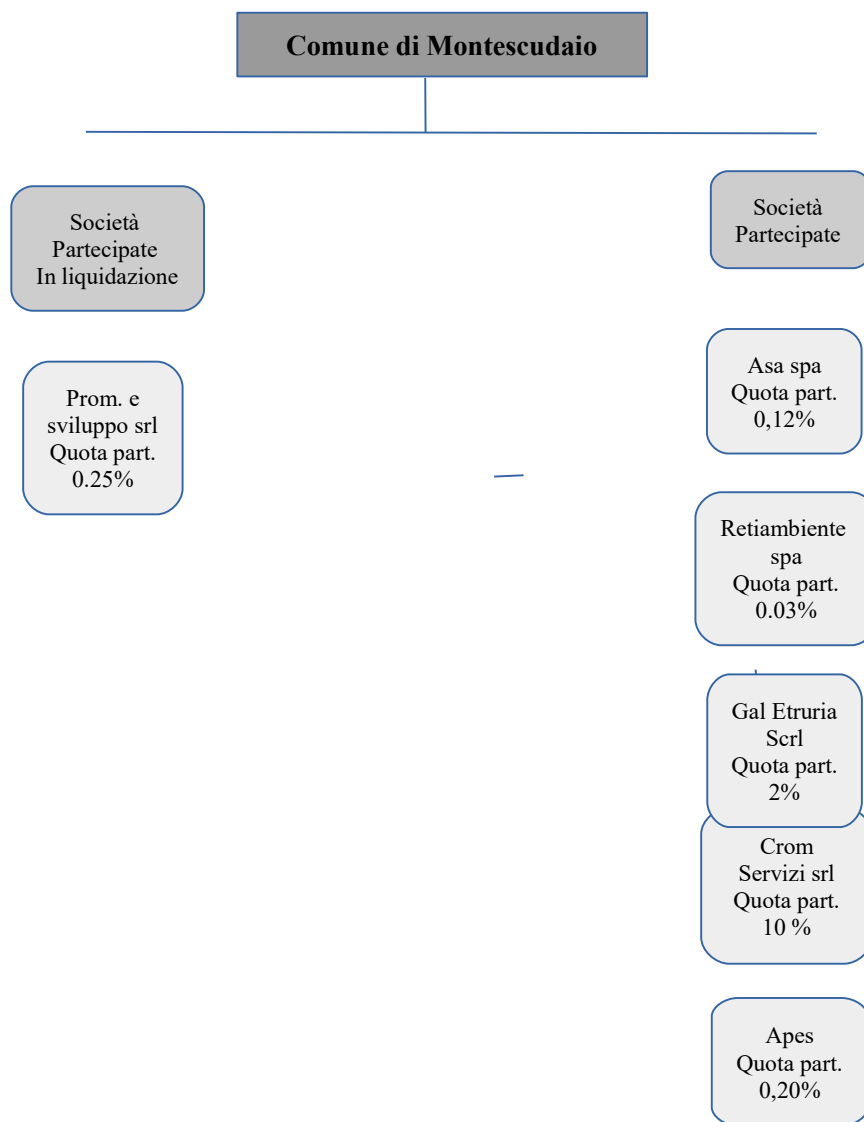 Comune di Montescudaio
Società
Partecipate
In liquidazione
Prom. e
sviluppo srl
Quota part.
0.25%
Società
Partecipate
Asa spa
Quota part.
0,12%
Retiambiente
spa
Quota part.
0.03%
Gal Etruria
Scrl
Quota part.
2%
Crom
Servizi srl
Quota part.
10 %
Apes
Quota part.
0,20%